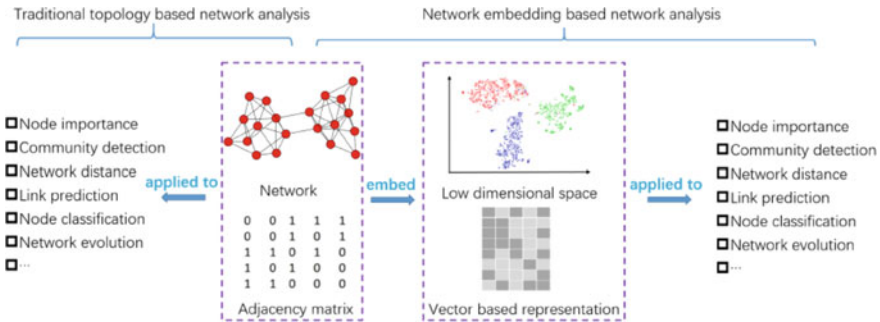 Traditional topology based network analysis
Network embedding based network analysis
Node importance
Community detection
Network distance
Link prediction
Node classification
Network evolution
...
applied to
Network
0 0 1 1 1
0 0 1 0 1
1 1 0 1 0
1 0 1 0 0
1 1 0 0 0
Adjacency matrix
embed
Low dimensional space
Vector based representation
applied to
Node importance
Community detection
Network distance
Link prediction
Node classification
Network evolution
...